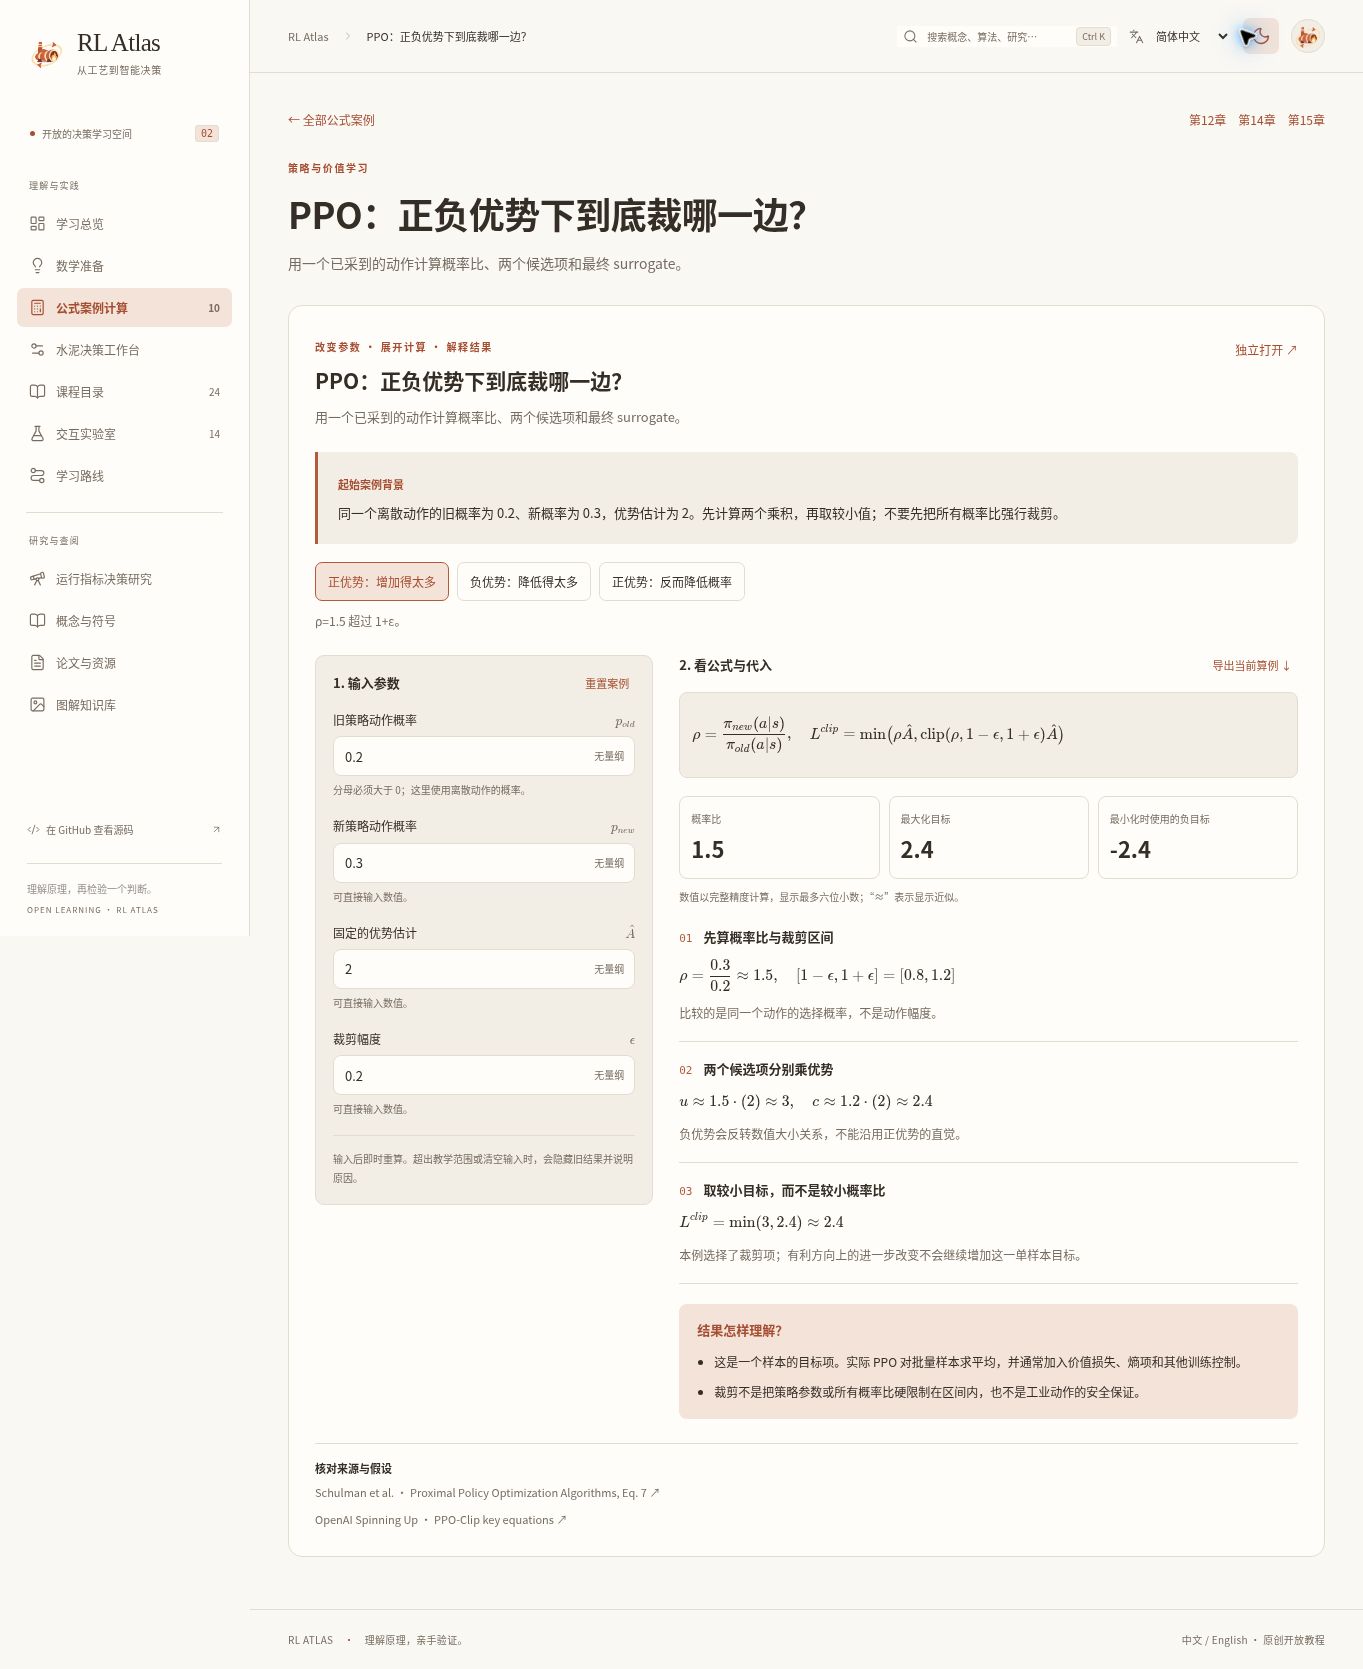 RL Atlas
从工艺到智能决策
开放的决策学习空间 02
理解与实践
学习总览
数学准备
公式案例计算 10
水泥决策工作台
课程目录 24
交互实验室 14
学习路线
研究与查阅
运行指标决策研究
概念与符号
论文与资源
图解知识库
在 GitHub 查看源码
理解原理，再检验一个判断。
OPEN LEARNING · RL ATLAS
RL Atlas PPO：正负优势下到底裁哪一边？
搜索概念、算法、研究… Ctrl K 简体中文
← 全部公式案例 第12章 第14章 第15章
策略与价值学习
PPO：正负优势下到底裁哪一边？
用一个已采到的动作计算概率比、两个候选项和最终 surrogate。
改变参数 · 展开计算 · 解释结果
独立打开 ↗
PPO：正负优势下到底裁哪一边？
用一个已采到的动作计算概率比、两个候选项和最终 surrogate。
起始案例背景
同一个离散动作的旧概率为 0.2、新概率为 0.3，优势估计为 2。先计算两个乘积，再取较小值；不要先把所有概率比强行裁剪。
正优势：增加得太多 负优势：降低得太多 正优势：反而降低概率
ρ=1.5 超过 1+ε。
1. 输入参数 重置案例
旧策略动作概率 p_old
0.2 无量纲
分母必须大于 0；这里使用离散动作的概率。
新策略动作概率 p_new
0.3 无量纲
可直接输入数值。
固定的优势估计 Â
2 无量纲
可直接输入数值。
裁剪幅度 ϵ
0.2 无量纲
可直接输入数值。
输入后即时重算。超出教学范围或清空输入时，会隐藏旧结果并说明
原因。
2. 看公式与代入 导出当前算例 ↓
ρ = π_new(a|s) / π_old(a|s), L^clip = min(ρÂ, clip(ρ, 1 − ϵ, 1 + ϵ)Â)
概率比 最大化目标 最小化时使用的负目标
1.5 2.4 -2.4
数值以完整精度计算，显示最多六位小数；“≈”表示显示近似。
01 先算概率比与裁剪区间
ρ = 0.3 / 0.2 ≈ 1.5, [1 − ϵ, 1 + ϵ] = [0.8, 1.2]
比较的是同一个动作的选择概率，不是动作幅度。
02 两个候选项分别乘优势
u ≈ 1.5 · (2) ≈ 3, c ≈ 1.2 · (2) ≈ 2.4
负优势会反转数值大小关系，不能沿用正优势的直觉。
03 取较小目标，而不是较小概率比
L^clip = min(3, 2.4) ≈ 2.4
本例选择了裁剪项；有利方向上的进一步改变不会继续增加这一单样本目标。
结果怎样理解？
这是一个样本的目标项。实际 PPO 对批量样本求平均，并通常加入价值损失、熵项和其他训练控制。
裁剪不是把策略参数或所有概率比硬限制在区间内，也不是工业动作的安全保证。
核对来源与假设
Schulman et al. · Proximal Policy Optimization Algorithms, Eq. 7 ↗
OpenAI Spinning Up · PPO-Clip key equations ↗
RL ATLAS · 理解原理，亲手验证。
中文 / English · 原创开放教程